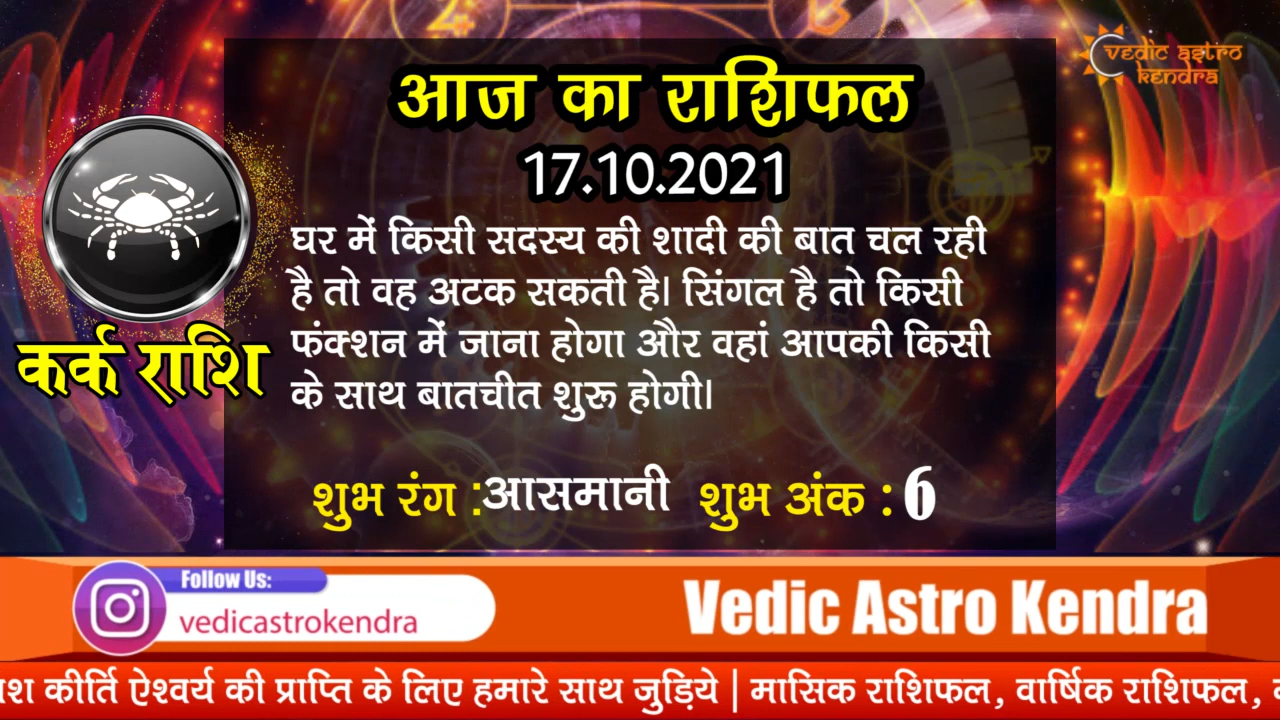 vedic astro
kendra
आज का राशिफल
17.10.2021
घर में किसी सदस्य की शादी की बात चल रही
है तो वह अटक सकती है। सिंगल है तो किसी
फंक्शन में जाना होगा और वहां आपकी किसी
के साथ बातचीत शुरू होगी।
कर्क राशि
शुभ रंग :आसमानी शुभ अंक : 6
Follow Us:
vedicastrokendra
Vedic Astro Kendra
कीर्ति ऐश्वर्य की प्राप्ति के लिए हमारे साथ जुड़िये | मासिक राशिफल, वार्षिक राशिफल,